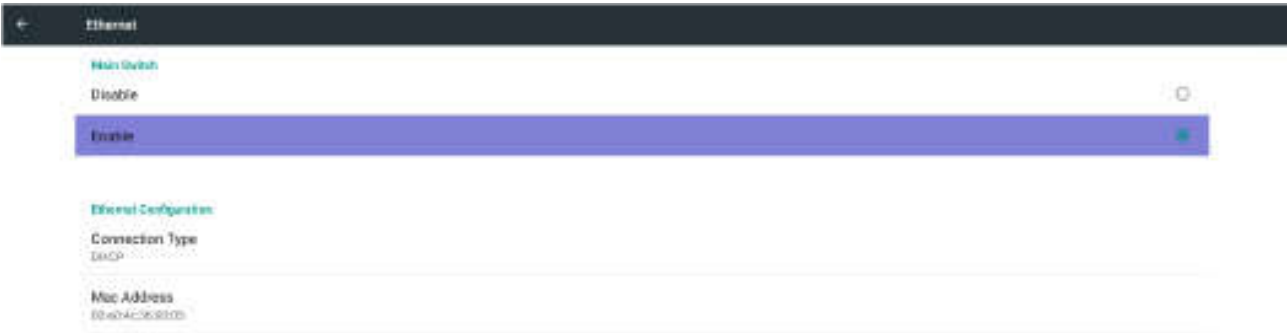 Ethernet
Main Switch
Disable
Enable
Ethernet Configuration
Connection Type
DHCP
Mac Address